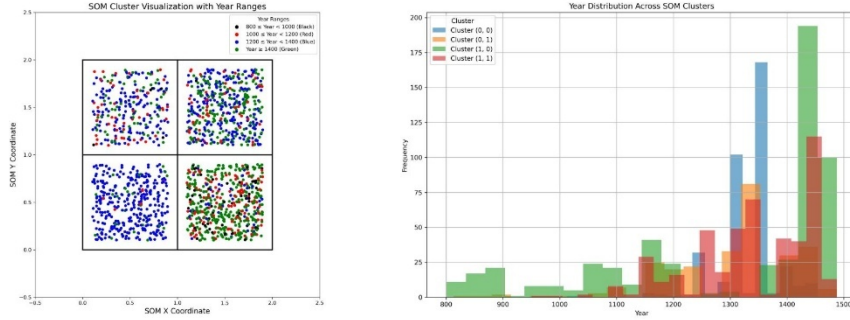 SOM Cluster Visualization with Year Ranges
Year Ranges
800 ≤ Year < 1000 (Black)
1000 ≤ Year < 1200 (Red)
1200 ≤ Year < 1400 (Blue)
Year ≥ 1400 (Green)
2.5
2.0
1.5
1.0
0.5
0.0
−0.5
SOM Y Coordinate
−0.5
0.0
0.5
1.0
1.5
2.0
2.5
SOM X Coordinate
Year Distribution Across SOM Clusters
Cluster
Cluster (0, 0)
Cluster (0, 1)
Cluster (1, 0)
Cluster (1, 1)
200
175
150
125
100
75
50
25
0
Frequency
800
900
1000
1100
1200
1300
1400
1500
Year